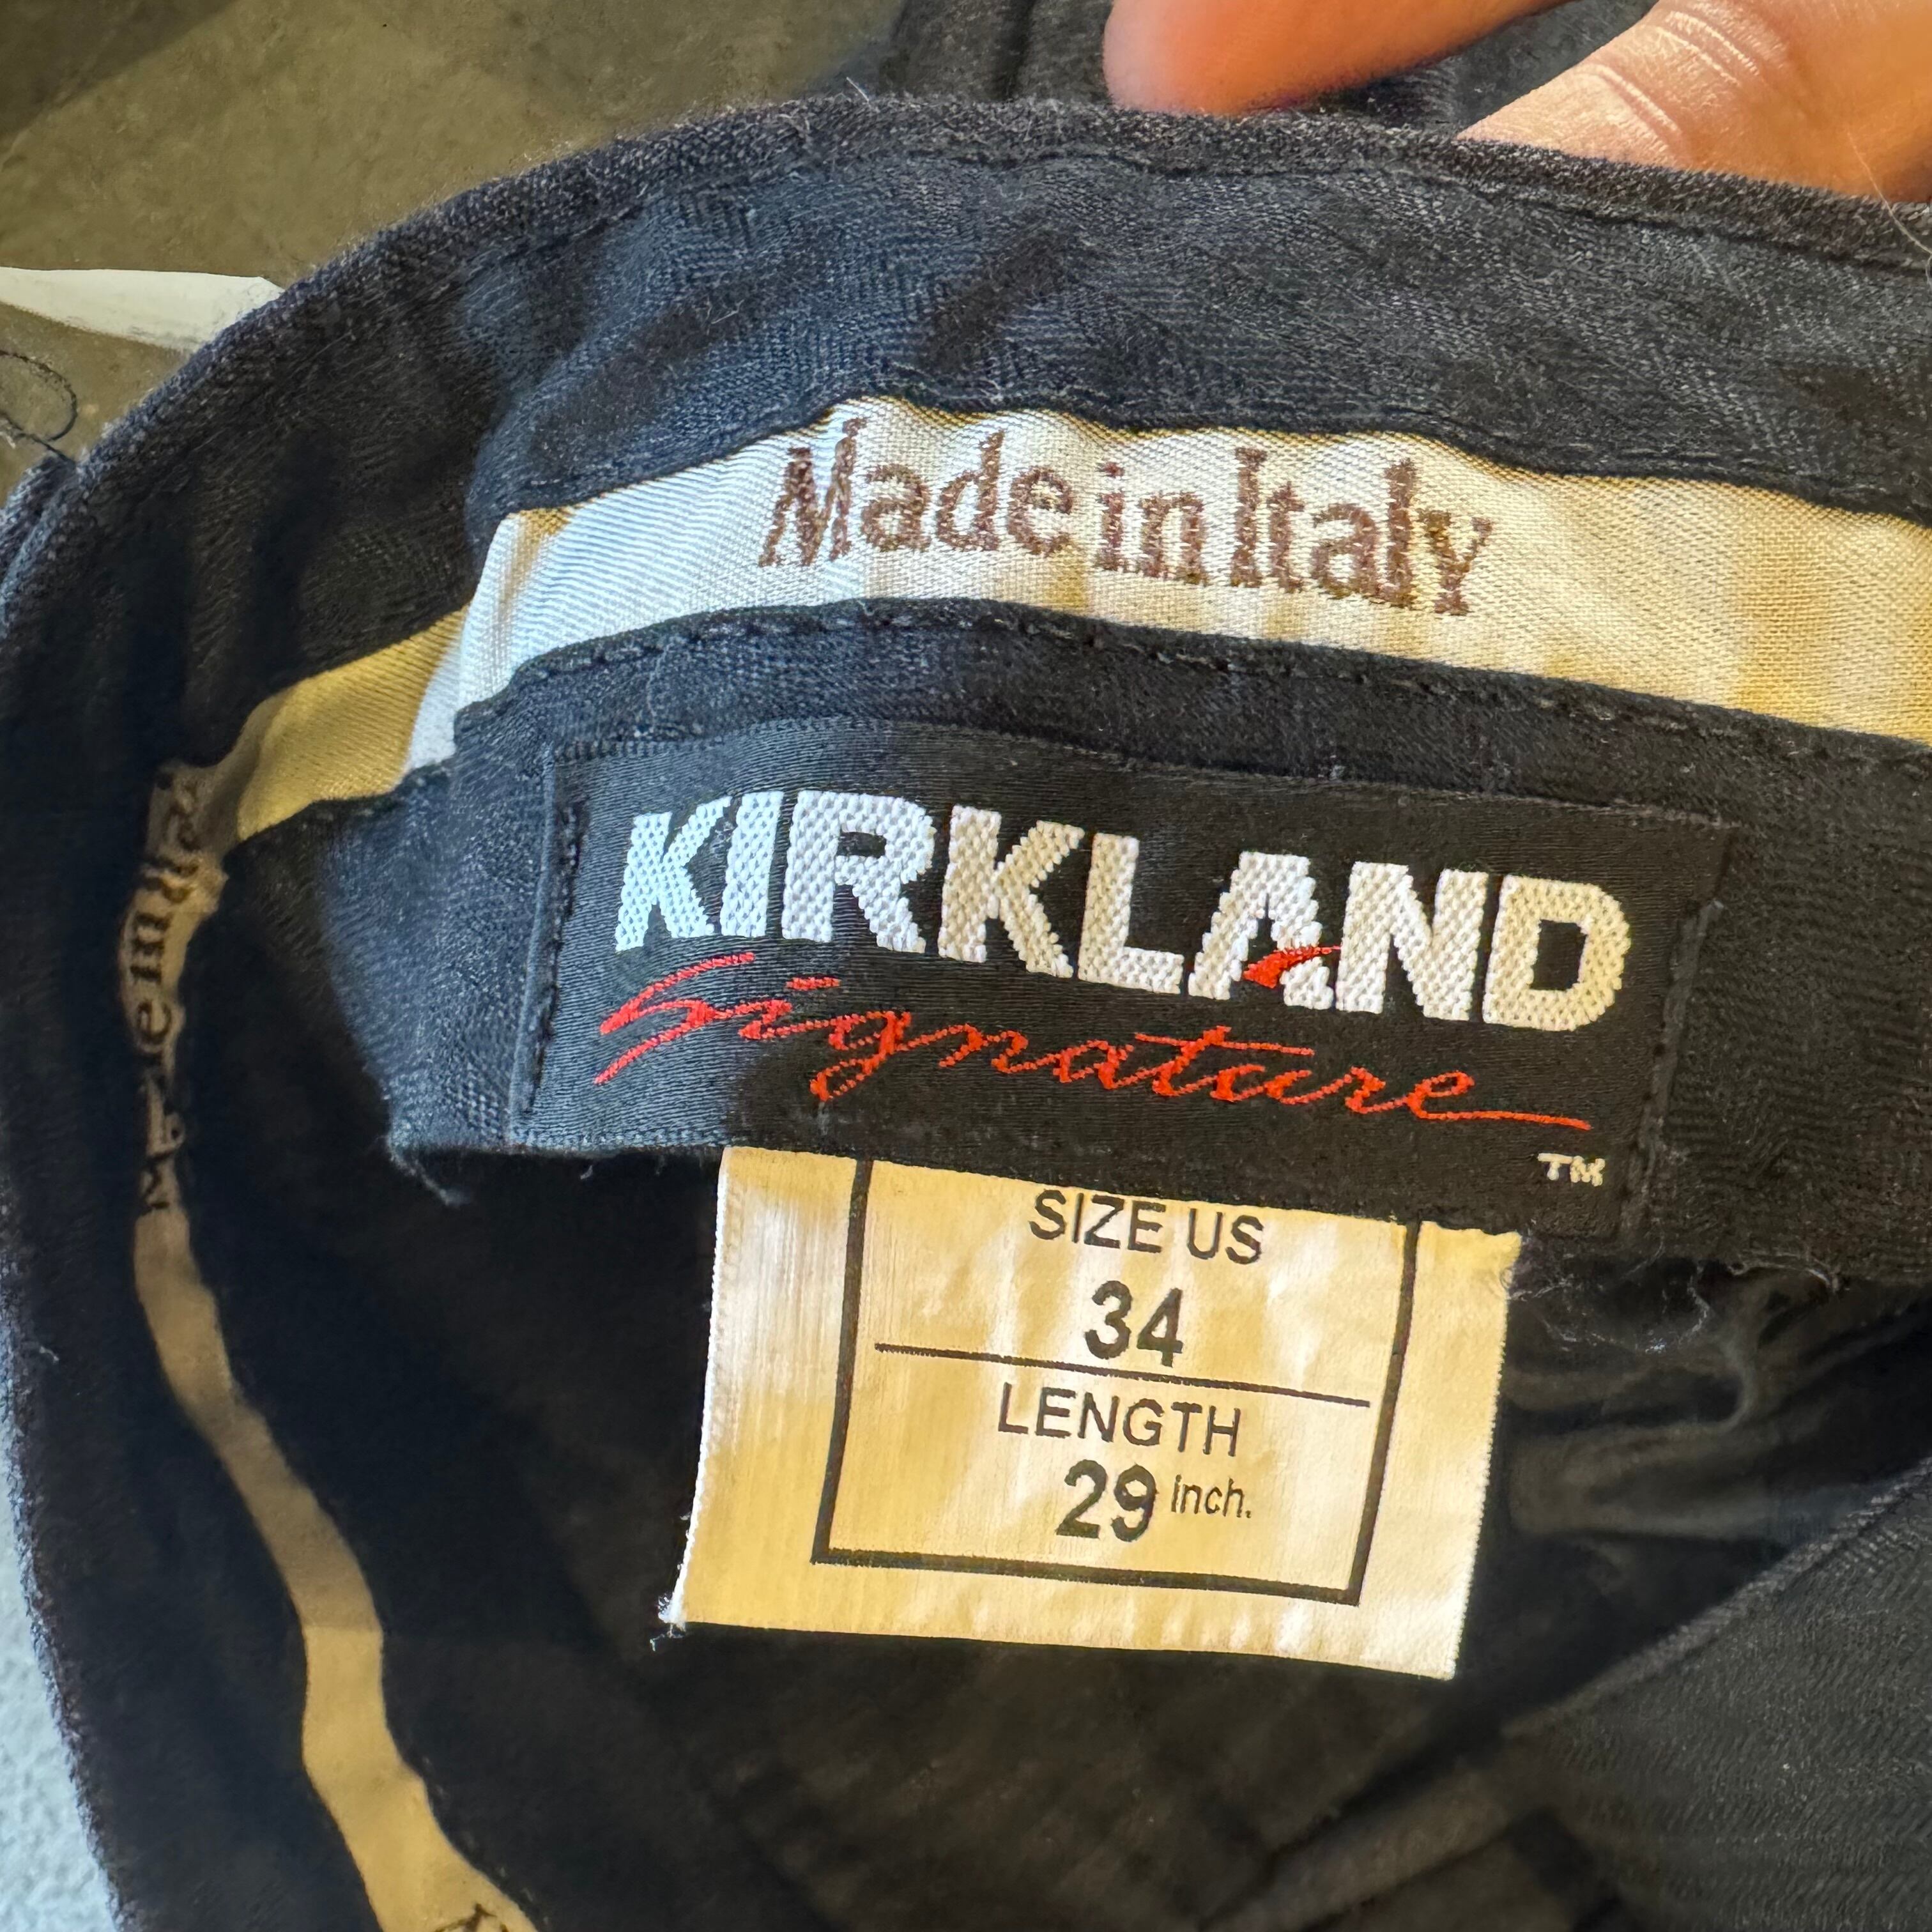 Made in Italy
KIRKLAND
Signature
TM
SIZE US
34
LENGTH
29 inch.